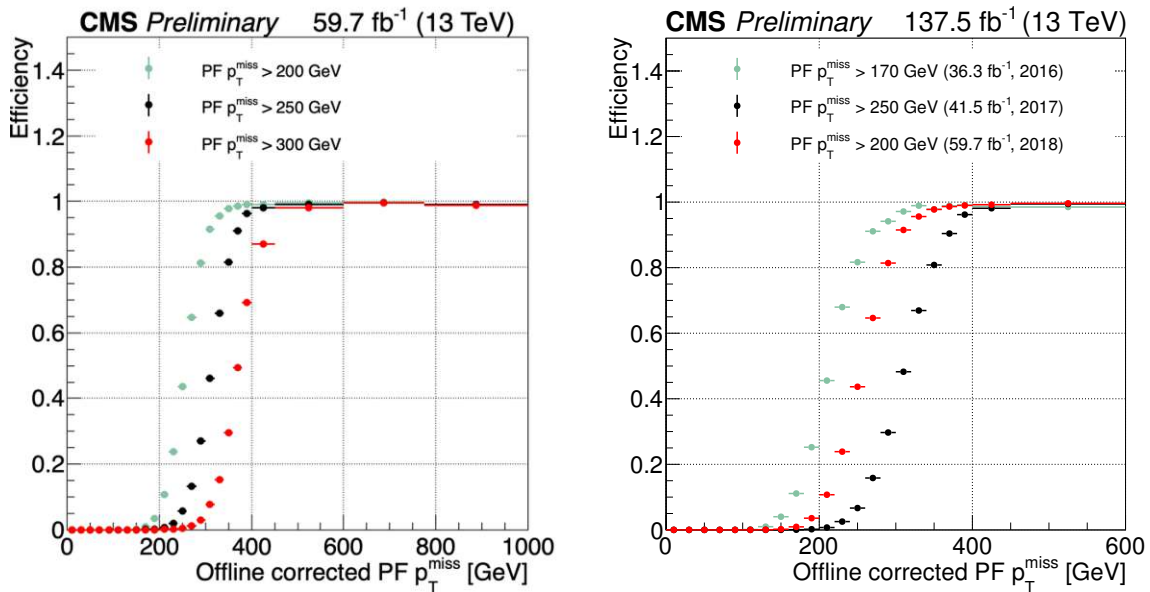 CMS Preliminary 59.7 fb⁻¹ (13 TeV)
Efficiency
1.4
1.2
1
0.8
0.6
0.4
0.2
0
PF pTmiss > 200 GeV
PF pTmiss > 250 GeV
PF pTmiss > 300 GeV
0 200 400 600 800 1000
Offline corrected PF pTmiss [GeV]
CMS Preliminary 137.5 fb⁻¹ (13 TeV)
Efficiency
1.4
1.2
1
0.8
0.6
0.4
0.2
0
PF pTmiss > 170 GeV (36.3 fb⁻¹, 2016)
PF pTmiss > 250 GeV (41.5 fb⁻¹, 2017)
PF pTmiss > 200 GeV (59.7 fb⁻¹, 2018)
0 200 400 600
Offline corrected PF pTmiss [GeV]